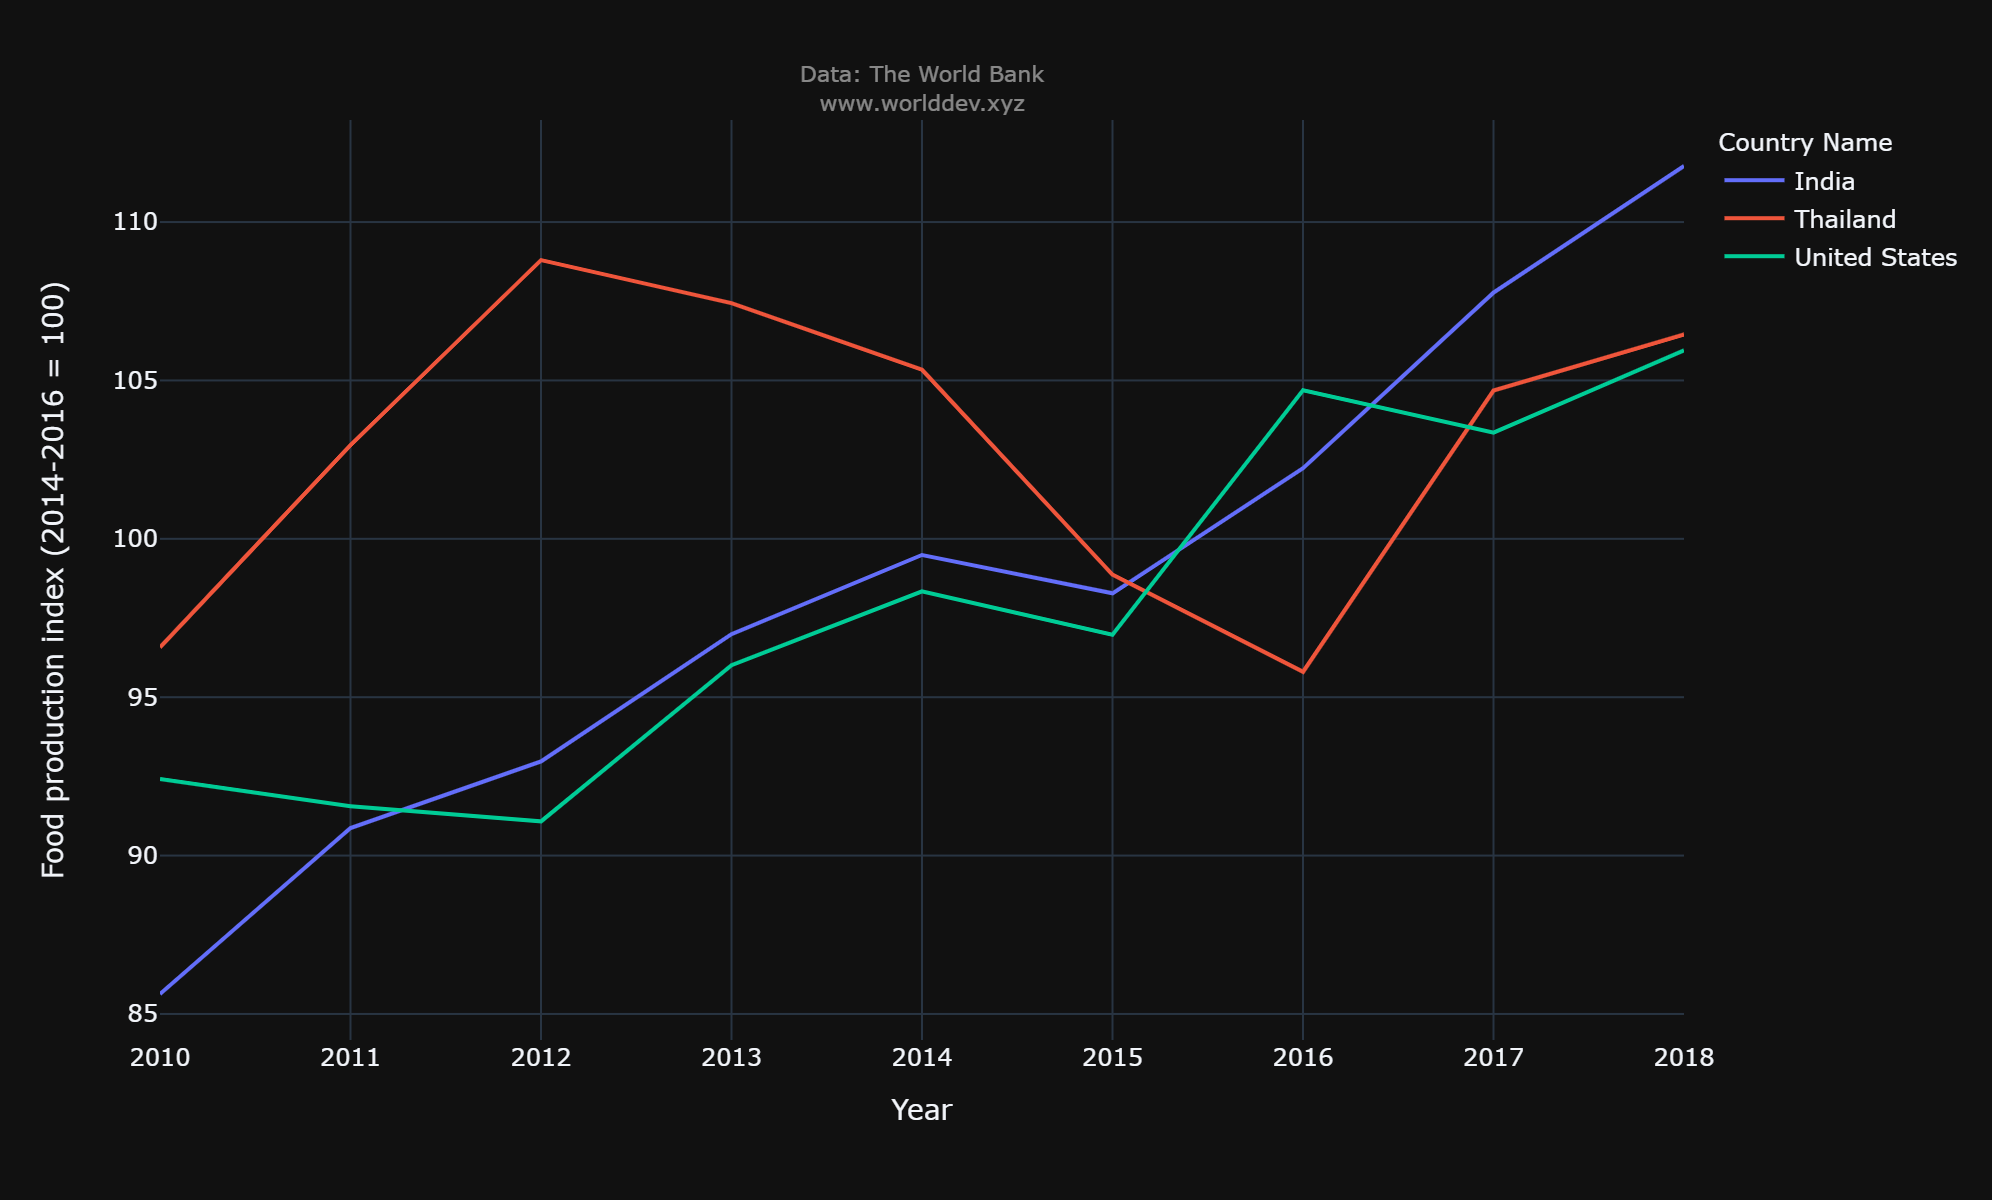 Data: The World Bank
www.worlddev.xyz
Country Name
India
Thailand
United States
Food production index (2014-2016 = 100)
110
105
100
95
90
85
2010 2011 2012 2013 2014 2015 2016 2017 2018
Year